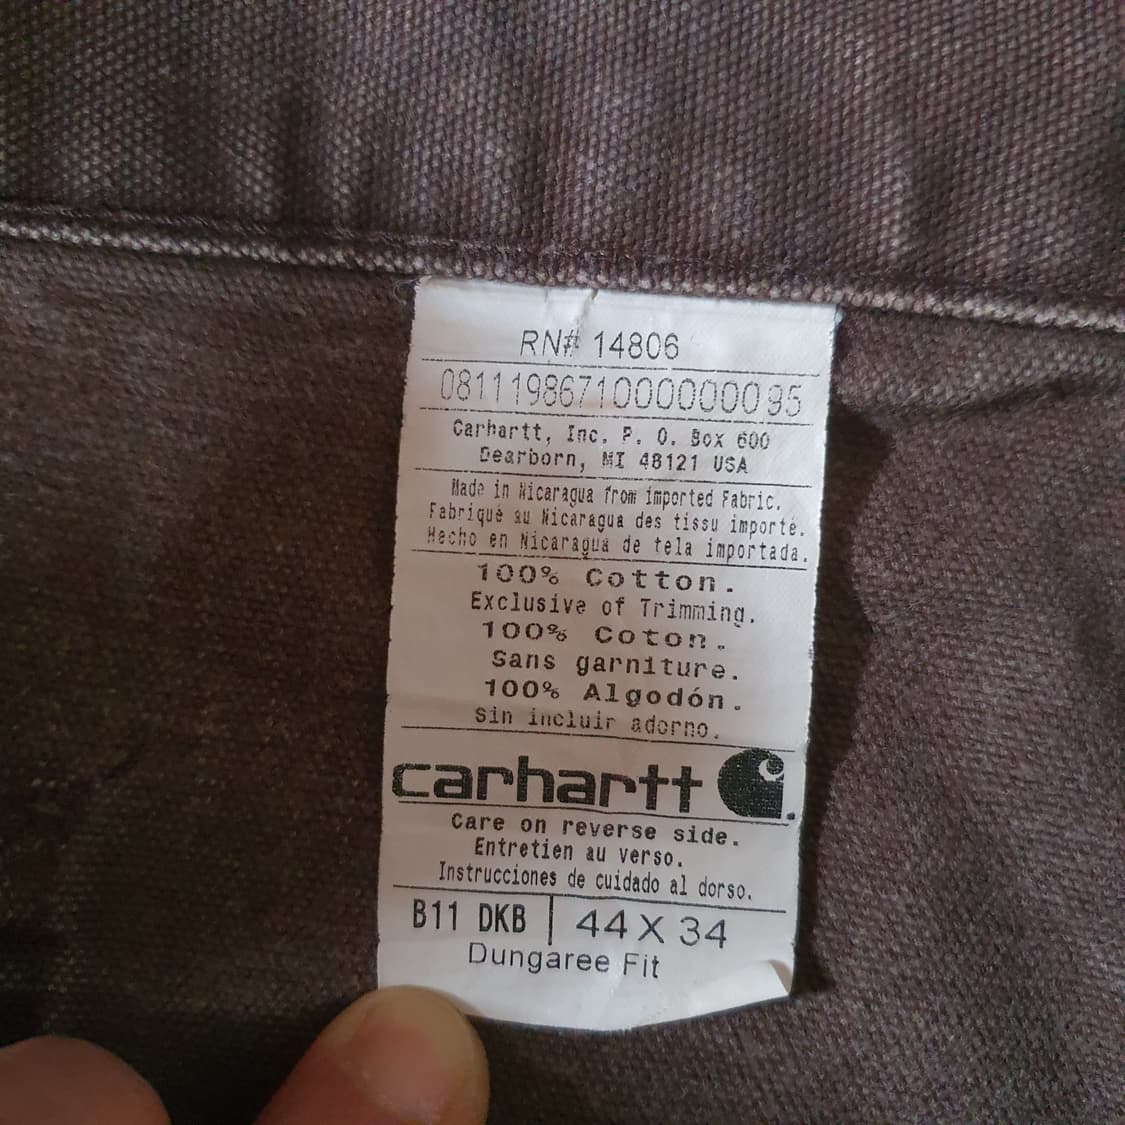 RN# 14806
0811198671000000095
Carhartt, Inc. P. O. Box 600
Dearborn, MI 48121 USA
Made in Nicaragua from imported Fabric.
Fabriqué au Nicaragua des tissu importé.
Hecho en Nicaragua de tela importada.
100% Cotton.
Exclusive of Trimming.
100% Coton.
Sans garniture.
100% Algodón.
Sin incluir adorno.
carhartt
Care on reverse side.
Entretien au verso.
Instrucciones de cuidado al dorso.
B11 DKB | 44 X 34
Dungaree Fit